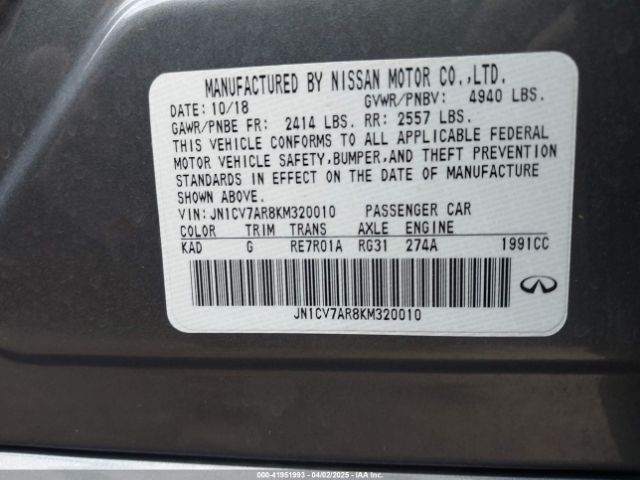 MANUFACTURED BY NISSAN MOTOR CO.,LTD.
DATE: 10/18 GVWR/PNBV: 4940 LBS.
GAWR/PNBE FR: 2414 LBS. RR: 2557 LBS.
THIS VEHICLE CONFORMS TO ALL APPLICABLE FEDERAL
MOTOR VEHICLE SAFETY,BUMPER,AND THEFT PREVENTION
STANDARDS IN EFFECT ON THE DATE OF MANUFACTURE
SHOWN ABOVE.
VIN: JN1CV7AR8KM320010 PASSENGER CAR
COLOR TRIM TRANS AXLE ENGINE
KAD G RE7R01A RG31 274A 1991CC
JN1CV7AR8KM320010
000-41951993 - 04/02/2025 - IAAI.COM